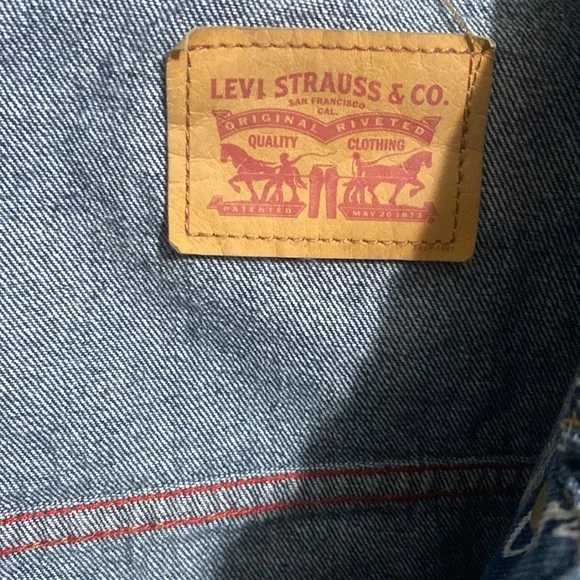 LEVI STRAUSS & CO.
SAN FRANCISCO
CAL.
ORIGINAL RIVETED
QUALITY CLOTHING
PATENTED MAY 20 1873